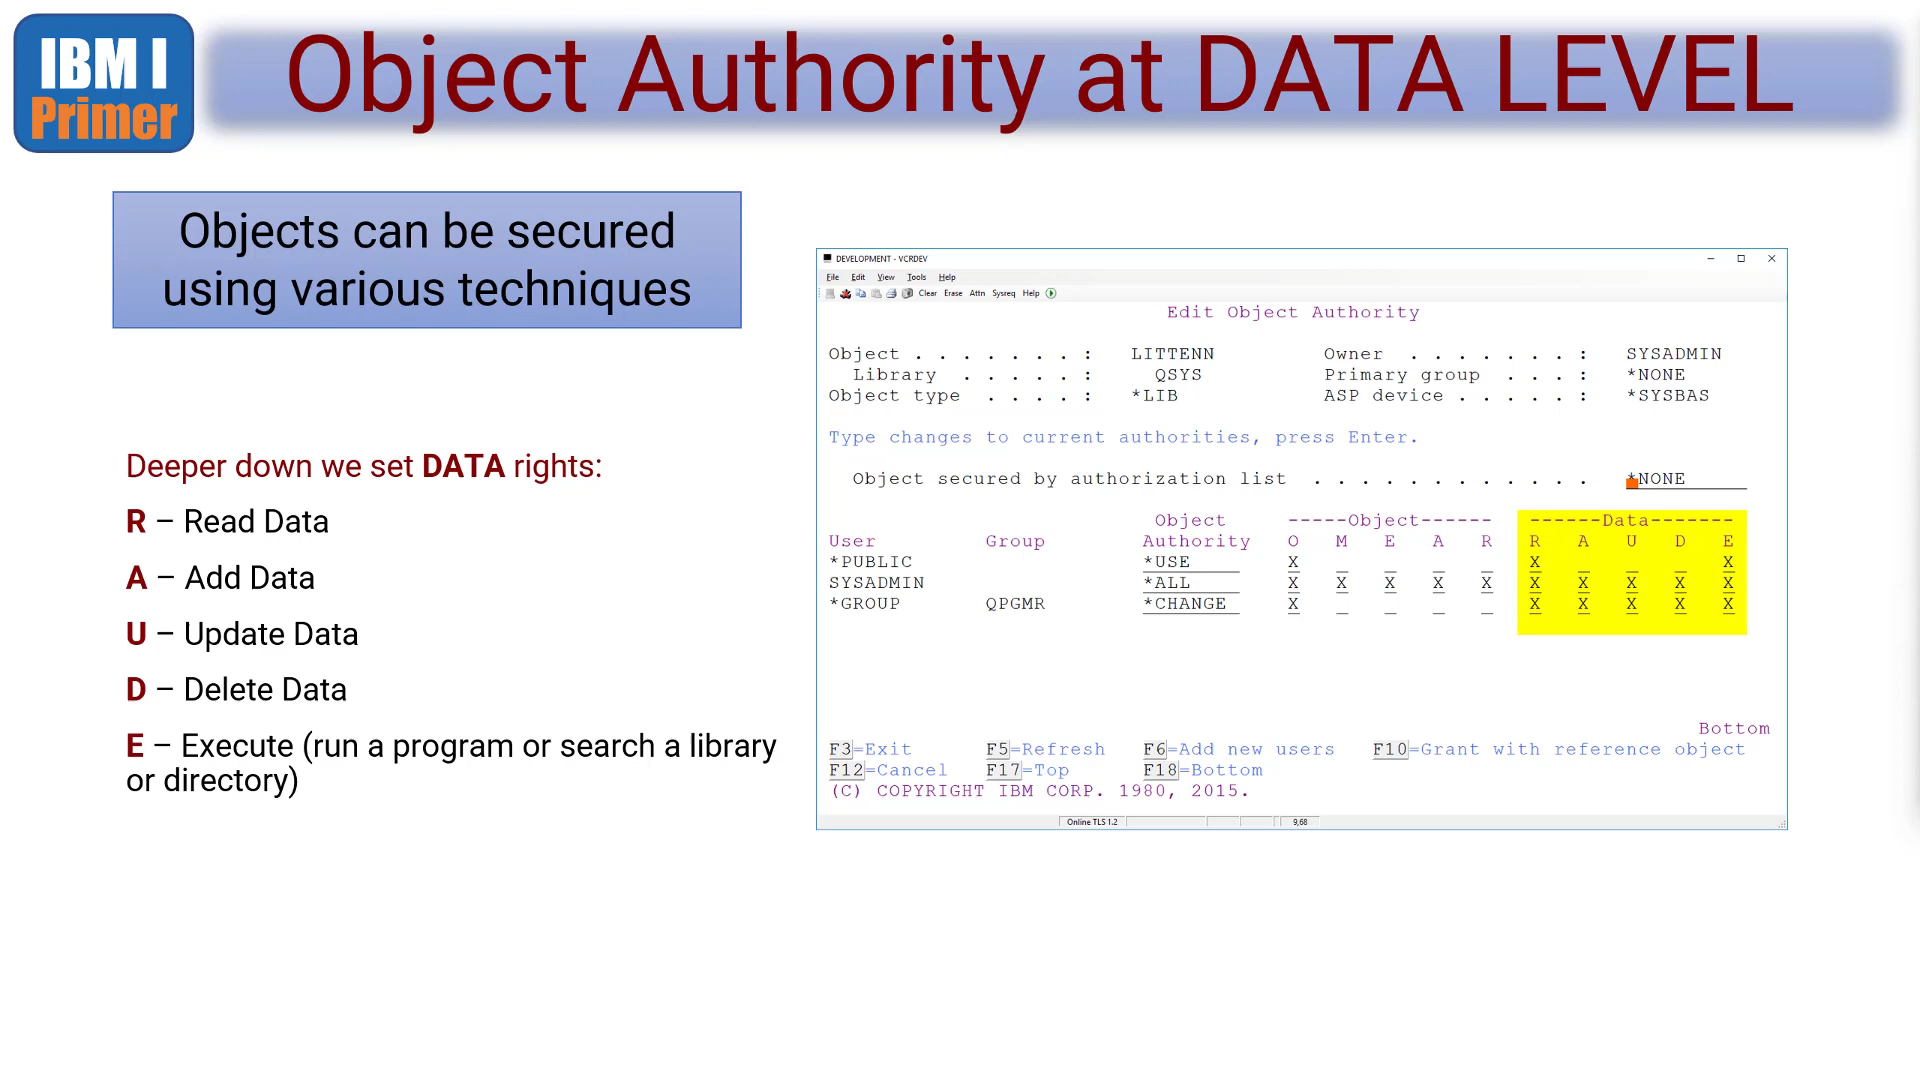 IBM I
Primer
Object Authority at DATA LEVEL
Objects can be secured
using various techniques
Deeper down we set DATA rights:
R – Read Data
A – Add Data
U – Update Data
D – Delete Data
E – Execute (run a program or search a library
or directory)
DEVELOPMENT - VCRDEV
File Edit View Tools Help
Clear Erase Attn Sysreq Help
Edit Object Authority
Object . . . . . . . : LITTENN Owner . . . . . . . : SYSADMIN
Library . . . . . : QSYS Primary group . . . : *NONE
Object type . . . . : *LIB ASP device . . . . . : *SYSBAS
Type changes to current authorities, press Enter.
Object secured by authorization list . . . . . . . . . . . . *NONE
Object -----Object------ ------Data-------
User Group Authority O M E A R R A U D E
*PUBLIC *USE X _ _ _ _ X _ _ _ X
SYSADMIN *ALL X X X X X X X X X X
*GROUP QPGMR *CHANGE X _ _ _ _ X X X X X
Bottom
F3=Exit F5=Refresh F6=Add new users F10=Grant with reference object
F12=Cancel F17=Top F18=Bottom
(C) COPYRIGHT IBM CORP. 1980, 2015.
Online TLS 1.2 9,68